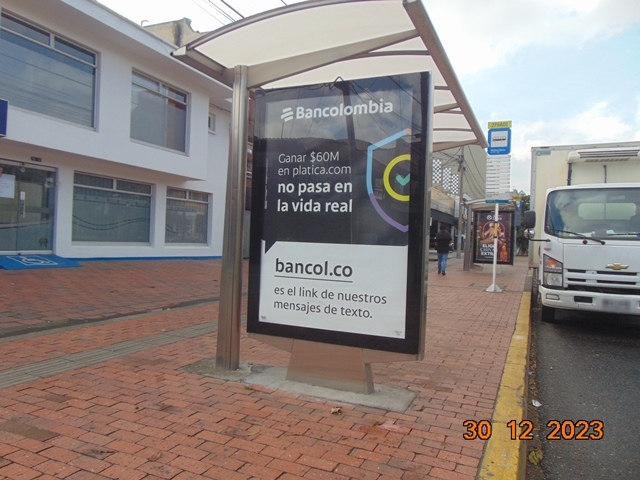 Bancolombia
Ganar $60M
en platica.com
no pasa en
la vida real
bancol.co
es el link de nuestros
mensajes de texto.
30 12 2023